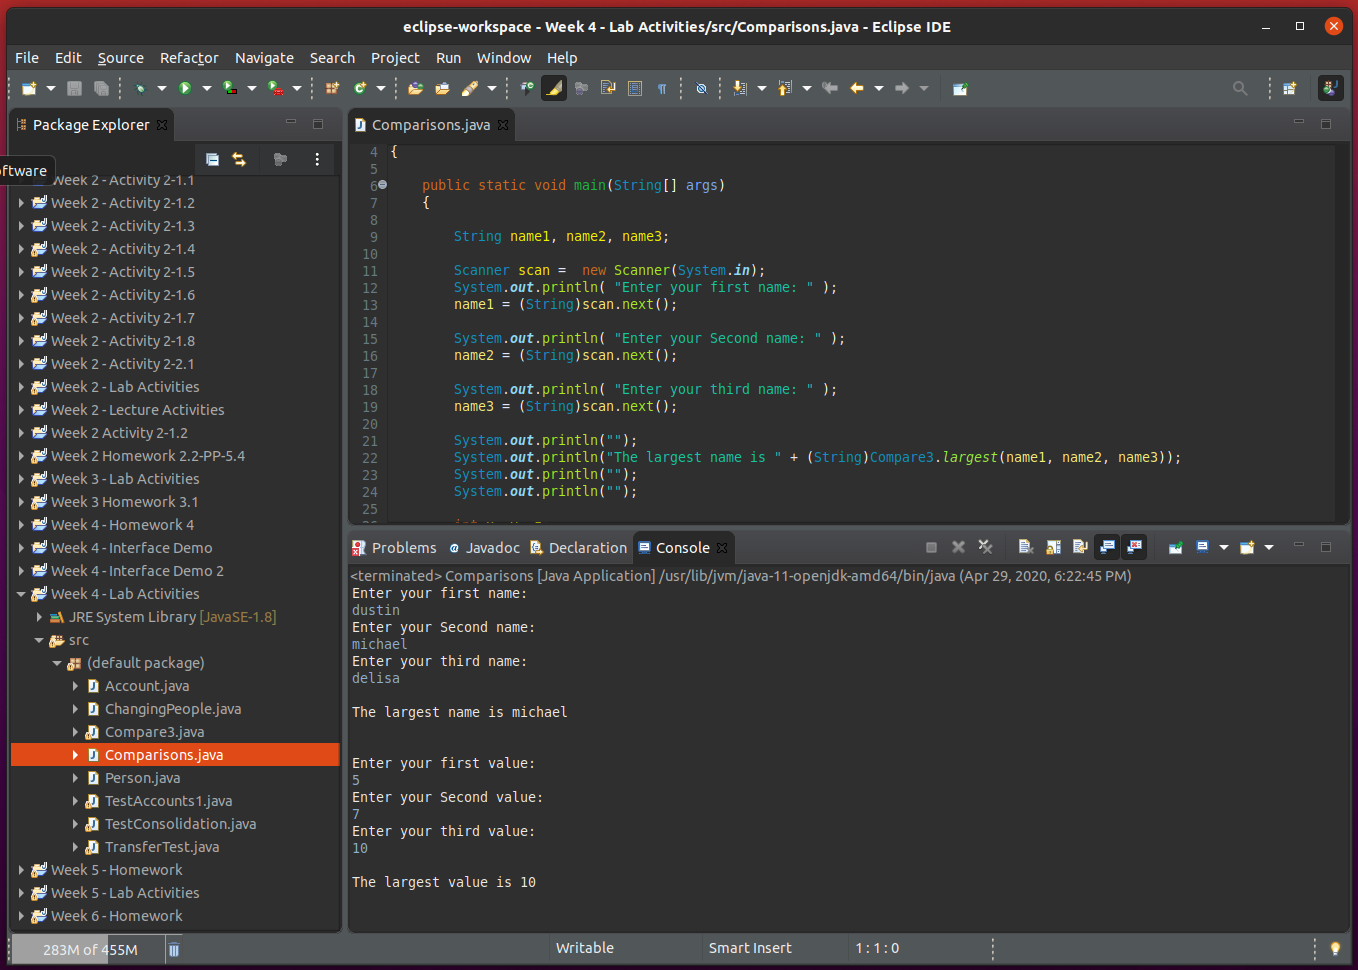 eclipse-workspace - Week 4 - Lab Activities/src/Comparisons.java - Eclipse IDE
File Edit Source Refactor Navigate Search Project Run Window Help
Package Explorer
ftware
Week 2 - Activity 2-1.1
Week 2 - Activity 2-1.2
Week 2 - Activity 2-1.3
Week 2 - Activity 2-1.4
Week 2 - Activity 2-1.5
Week 2 - Activity 2-1.6
Week 2 - Activity 2-1.7
Week 2 - Activity 2-1.8
Week 2 - Activity 2-2.1
Week 2 - Lab Activities
Week 2 - Lecture Activities
Week 2 Activity 2-1.2
Week 2 Homework 2.2-PP-5.4
Week 3 - Lab Activities
Week 3 Homework 3.1
Week 4 - Homework 4
Week 4 - Interface Demo
Week 4 - Interface Demo 2
Week 4 - Lab Activities
JRE System Library [JavaSE-1.8]
src
(default package)
Account.java
ChangingPeople.java
Compare3.java
Comparisons.java
Person.java
TestAccounts1.java
TestConsolidation.java
TransferTest.java
Week 5 - Homework
Week 5 - Lab Activities
Week 6 - Homework
Comparisons.java
4 {
5
6 public static void main(String[] args)
7 {
8
9 String name1, name2, name3;
10
11 Scanner scan =  new Scanner(System.in);
12 System.out.println( "Enter your first name: " );
13 name1 = (String)scan.next();
14
15 System.out.println( "Enter your Second name: " );
16 name2 = (String)scan.next();
17
18 System.out.println( "Enter your third name: " );
19 name3 = (String)scan.next();
20
21 System.out.println("");
22 System.out.println("The largest name is " + (String)Compare3.largest(name1, name2, name3));
23 System.out.println("");
24 System.out.println("");
25
Problems Javadoc Declaration Console
<terminated> Comparisons [Java Application] /usr/lib/jvm/java-11-openjdk-amd64/bin/java (Apr 29, 2020, 6:22:45 PM)
Enter your first name:
dustin
Enter your Second name:
michael
Enter your third name:
delisa
The largest name is michael
Enter your first value:
5
Enter your Second value:
7
Enter your third value:
10
The largest value is 10
283M of 455M Writable Smart Insert 1 : 1 : 0